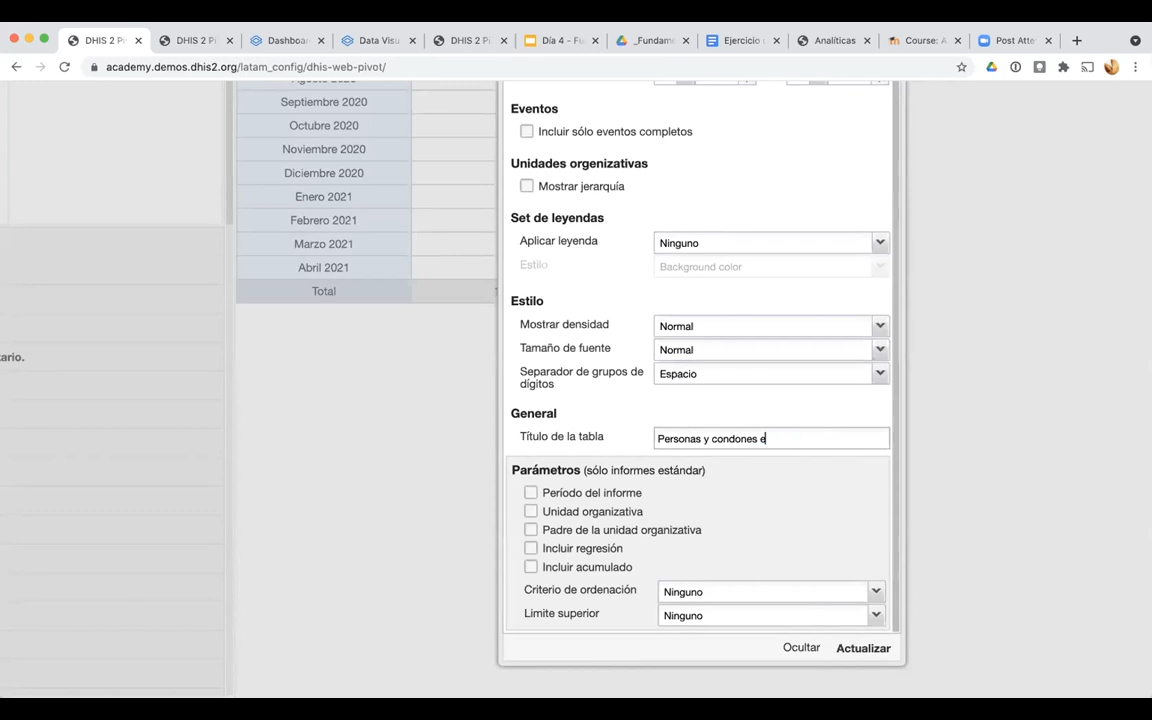 DHIS 2 Pi
DHIS 2 Pi
Dashboar
Data Visu
DHIS 2 Pi
Día 4 - Fu
_Fundam
Ejercicio
Analíticas
Course: A
Post Atte
academy.demos.dhis2.org/latam_config/dhis-web-pivot/
Septiembre 2020
Octubre 2020
Noviembre 2020
Diciembre 2020
Enero 2021
Febrero 2021
Marzo 2021
Abril 2021
Total
ario.
Eventos
Incluir sólo eventos completos
Unidades orgenizativas
Mostrar jerarquía
Set de leyendas
Aplicar leyenda Ninguno
Estilo Background color
Estilo
Mostrar densidad Normal
Tamaño de fuente Normal
Separador de grupos de
dígitos Espacio
General
Título de la tabla Personas y condones e
Parámetros (sólo informes estándar)
Período del informe
Unidad organizativa
Padre de la unidad organizativa
Incluir regresión
Incluir acumulado
Criterio de ordenación Ninguno
Limite superior Ninguno
Ocultar Actualizar